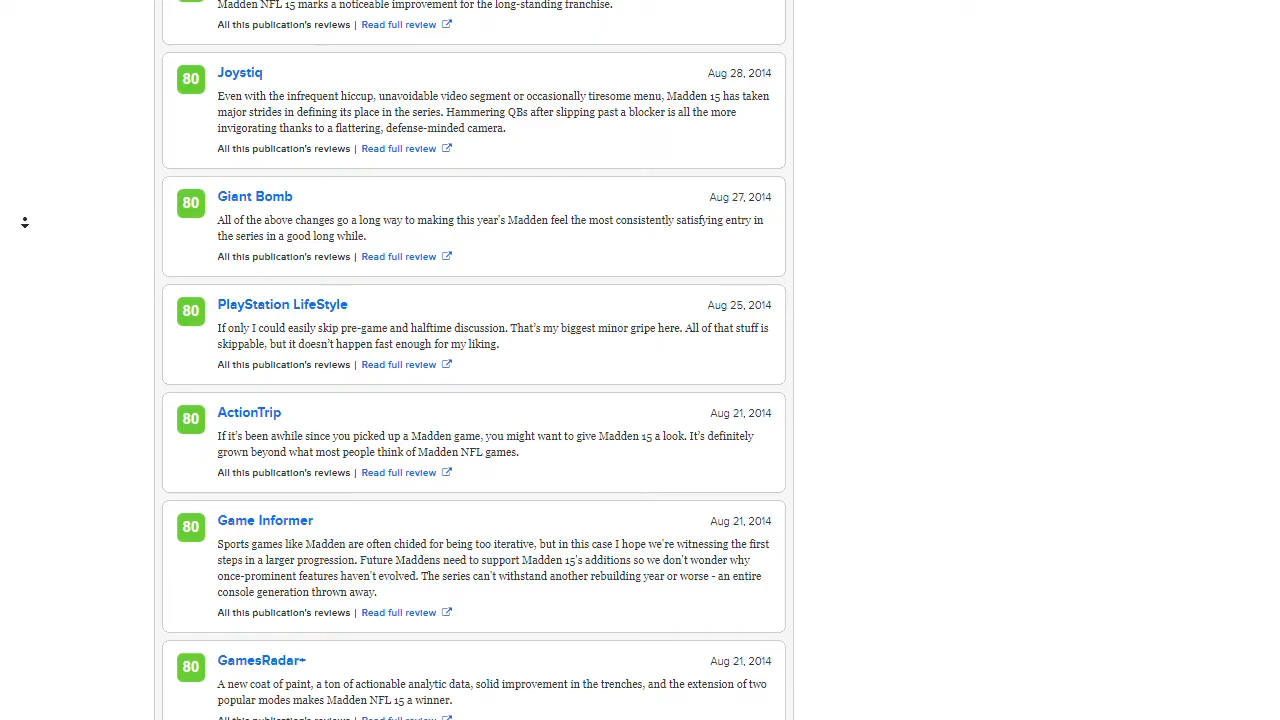 Madden NFL 15 marks a noticeable improvement for the long-standing franchise.
All this publication's reviews | Read full review
80
Joystiq
Aug 28, 2014
Even with the infrequent hiccup, unavoidable video segment or occasionally tiresome menu, Madden 15 has taken
major strides in defining its place in the series. Hammering QBs after slipping past a blocker is all the more
invigorating thanks to a flattering, defense-minded camera.
All this publication's reviews | Read full review
80
Giant Bomb
Aug 27, 2014
All of the above changes go a long way to making this year's Madden feel the most consistently satisfying entry in
the series in a good long while.
All this publication's reviews | Read full review
80
PlayStation LifeStyle
Aug 25, 2014
If only I could easily skip pre-game and halftime discussion. That’s my biggest minor gripe here. All of that stuff is
skippable, but it doesn’t happen fast enough for my liking.
All this publication's reviews | Read full review
80
ActionTrip
Aug 21, 2014
If it’s been awhile since you picked up a Madden game, you might want to give Madden 15 a look. It’s definitely
grown beyond what most people think of Madden NFL games.
All this publication's reviews | Read full review
80
Game Informer
Aug 21, 2014
Sports games like Madden are often chided for being too iterative, but in this case I hope we're witnessing the first
steps in a larger progression. Future Maddens need to support Madden 15's additions so we don't wonder why
once-prominent features haven't evolved. The series can't withstand another rebuilding year or worse - an entire
console generation thrown away.
All this publication's reviews | Read full review
80
GamesRadar+
Aug 21, 2014
A new coat of paint, a ton of actionable analytic data, solid improvement in the trenches, and the extension of two
popular modes makes Madden NFL 15 a winner.
All this publication's reviews | Read full review